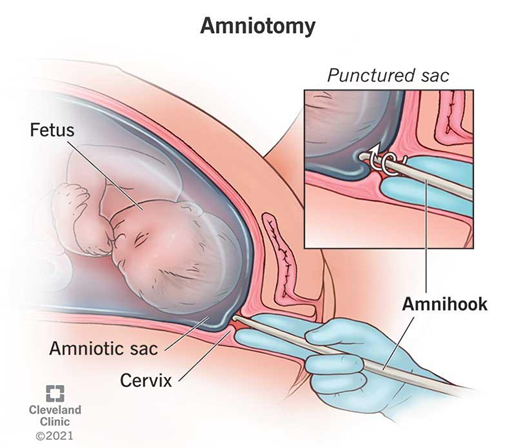 Amniotomy
Punctured sac
Fetus
Amnihook
Amniotic sac
Cervix
Cleveland
Clinic
©2021